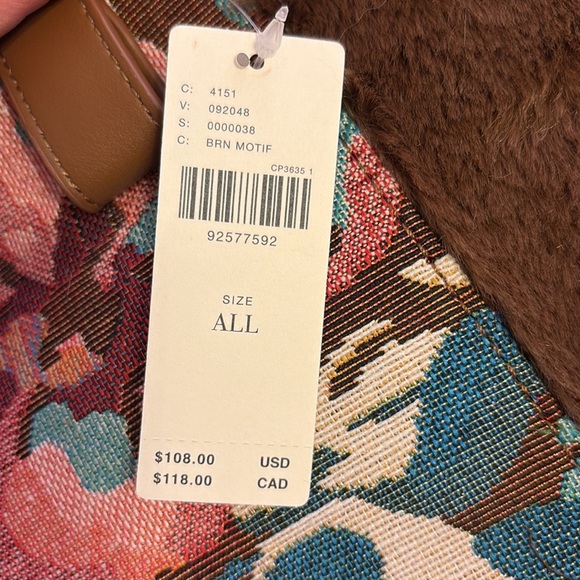 C: 4151
V: 092048
S: 0000038
C: BRN MOTIF
CP3635 1
92577592
SIZE
ALL
$108.00 USD
$118.00 CAD